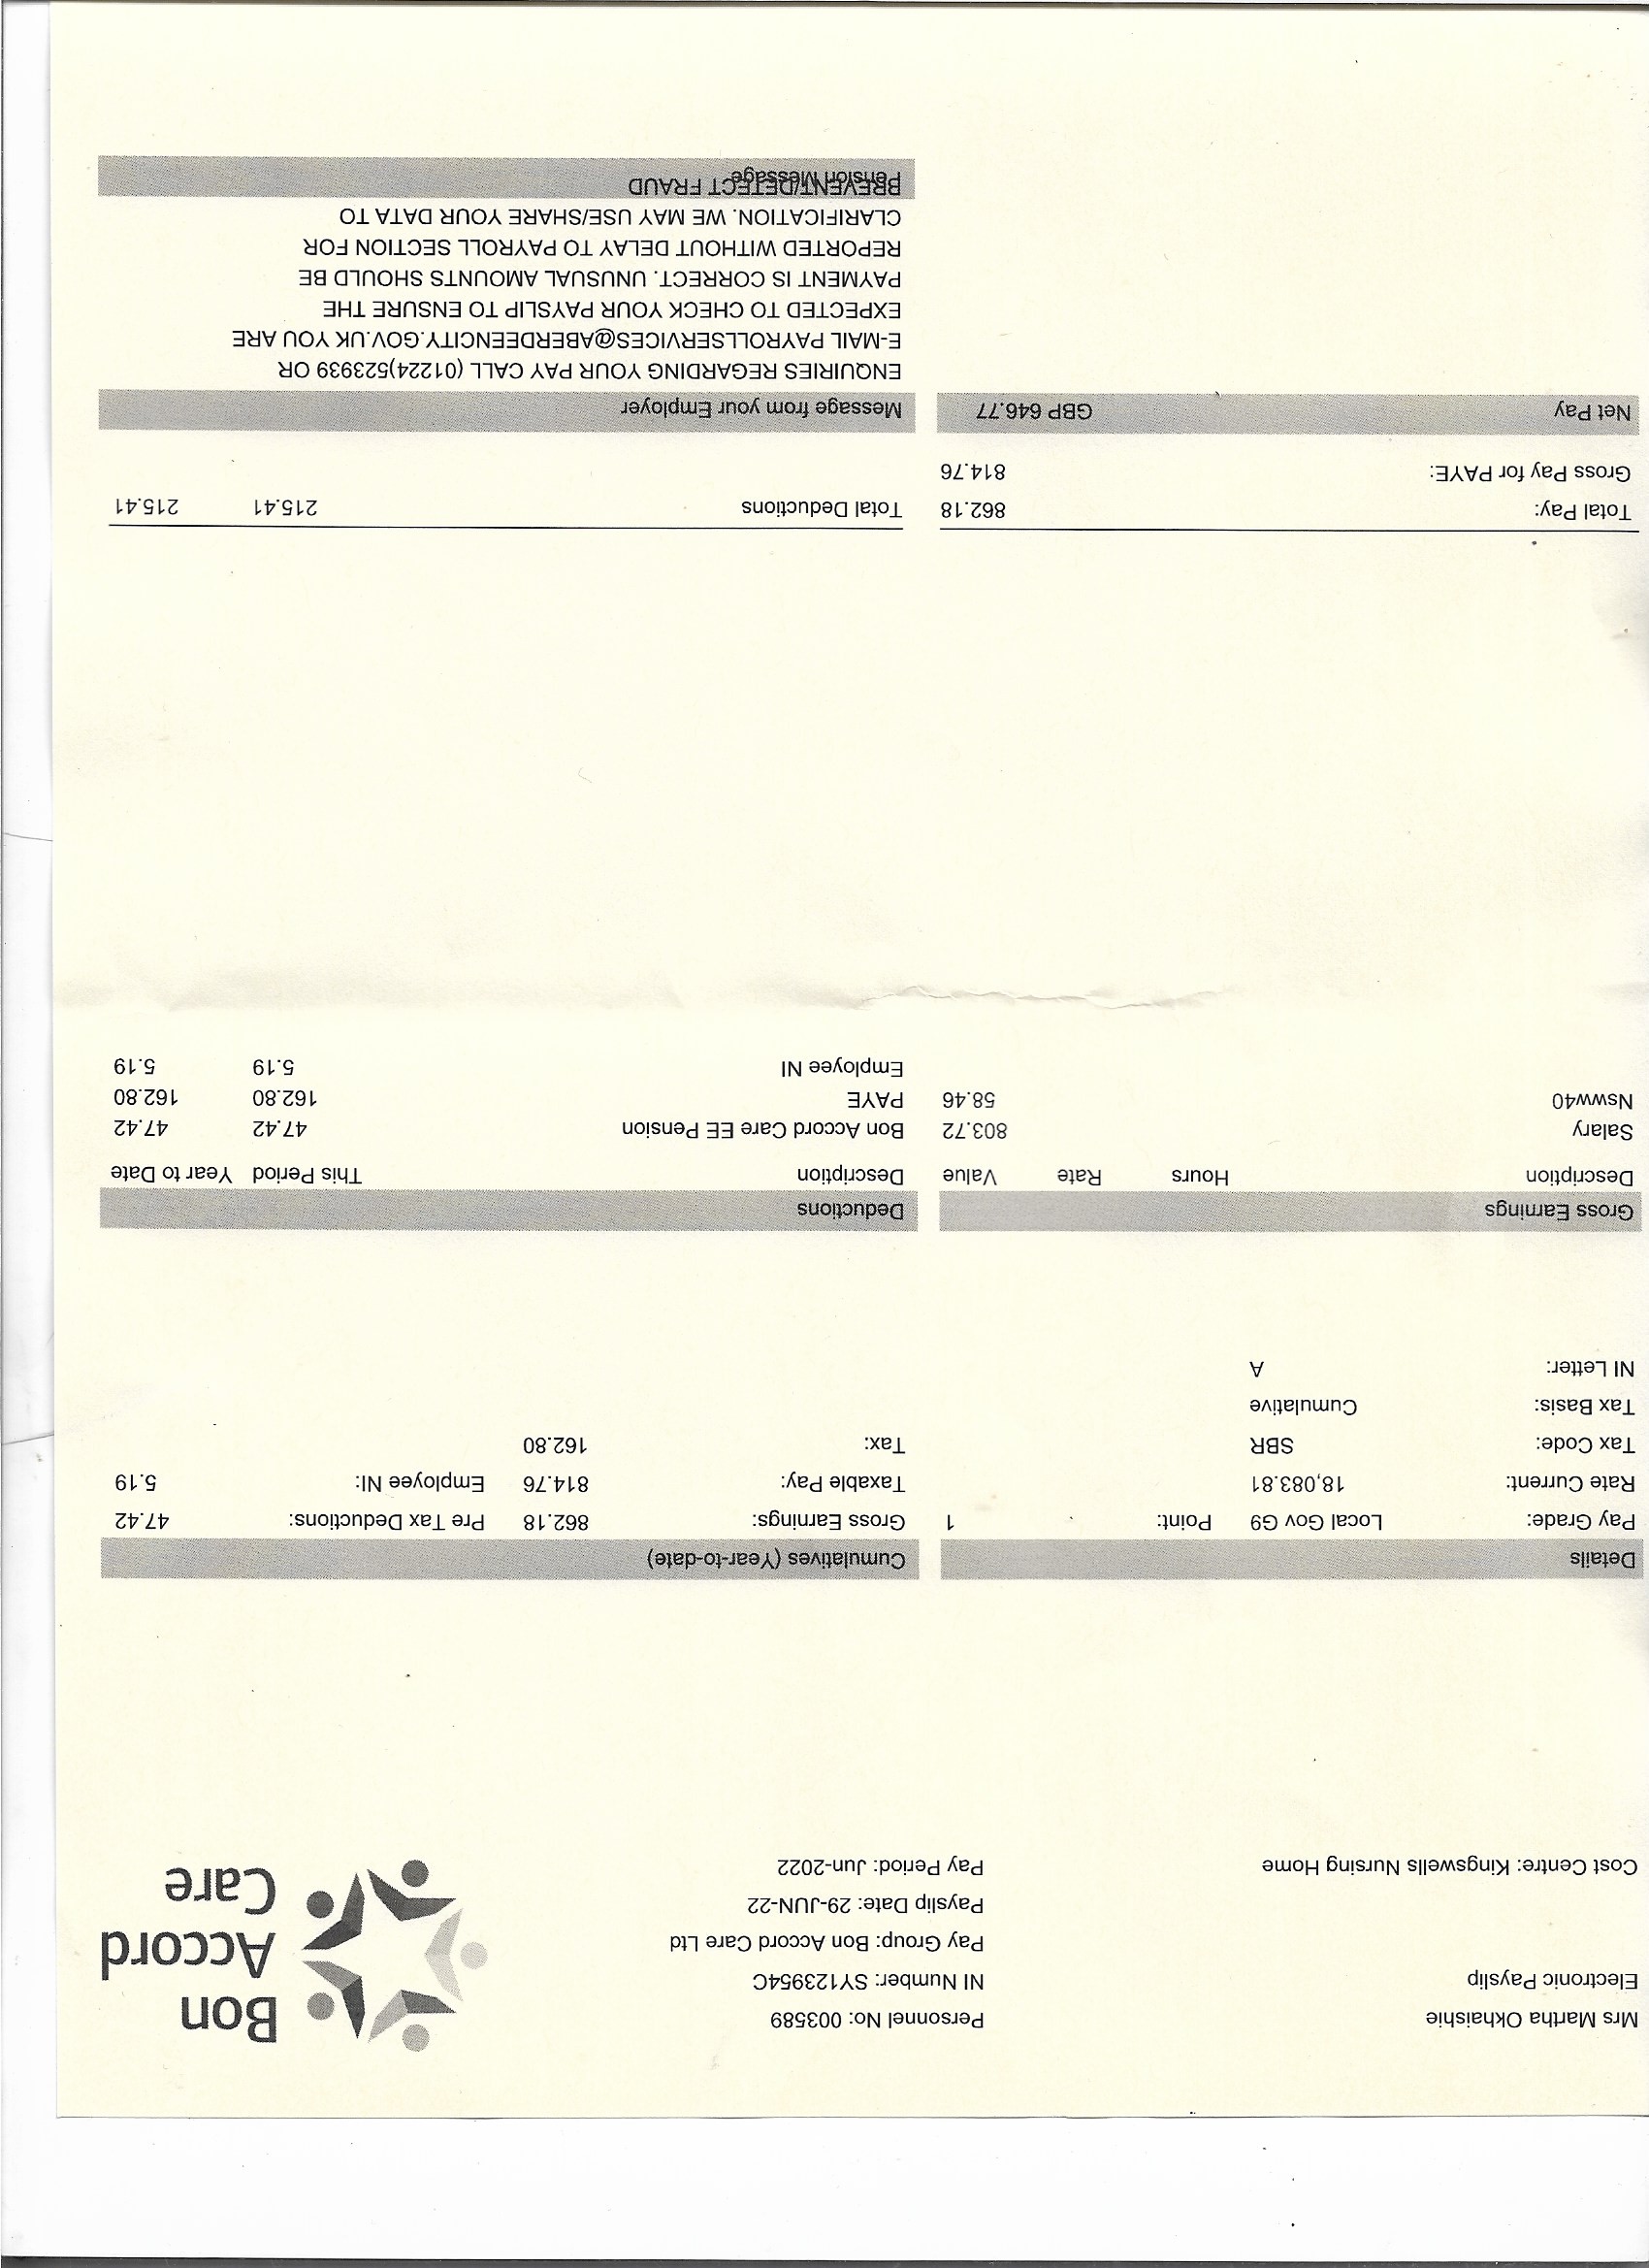 Bon
Accord
Care
Mrs Martha Okhaishie
Electronic Payslip
Cost Centre: Kingswells Nursing Home
Personnel No: 003589
NI Number: SY123954C
Pay Group: Bon Accord Care Ltd
Payslip Date: 29-JUN-22
Pay Period: Jun-2022
Details
Pay Grade: Local Gov G9 Point: 1
Rate Current: 18,083.81
Tax Code: SBR
Tax Basis: Cumulative
NI Letter: A
Cumulatives (Year-to-date)
Gross Earnings: 862.18 Pre Tax Deductions: 47.42
Taxable Pay: 814.76 Employee NI: 5.19
Tax: 162.80
Gross Earnings
Description Hours Rate Value
Salary 803.72
Nsww40 58.46
Deductions
Description This Period Year to Date
Bon Accord Care EE Pension 47.42 47.42
PAYE 162.80 162.80
Employee NI 5.19 5.19
Total Pay: 862.18
Gross Pay for PAYE: 814.76
Total Deductions 215.41 215.41
Net Pay GBP 646.77
Message from your Employer
ENQUIRIES REGARDING YOUR PAY CALL (01224)523939 OR
E-MAIL PAYROLLSERVICES@ABERDEENCITY.GOV.UK YOU ARE
EXPECTED TO CHECK YOUR PAYSLIP TO ENSURE THE
PAYMENT IS CORRECT. UNUSUAL AMOUNTS SHOULD BE
REPORTED WITHOUT DELAY TO PAYROLL SECTION FOR
CLARIFICATION. WE MAY USE/SHARE YOUR DATA TO
PREVENT/DETECT FRAUD
Pension Message